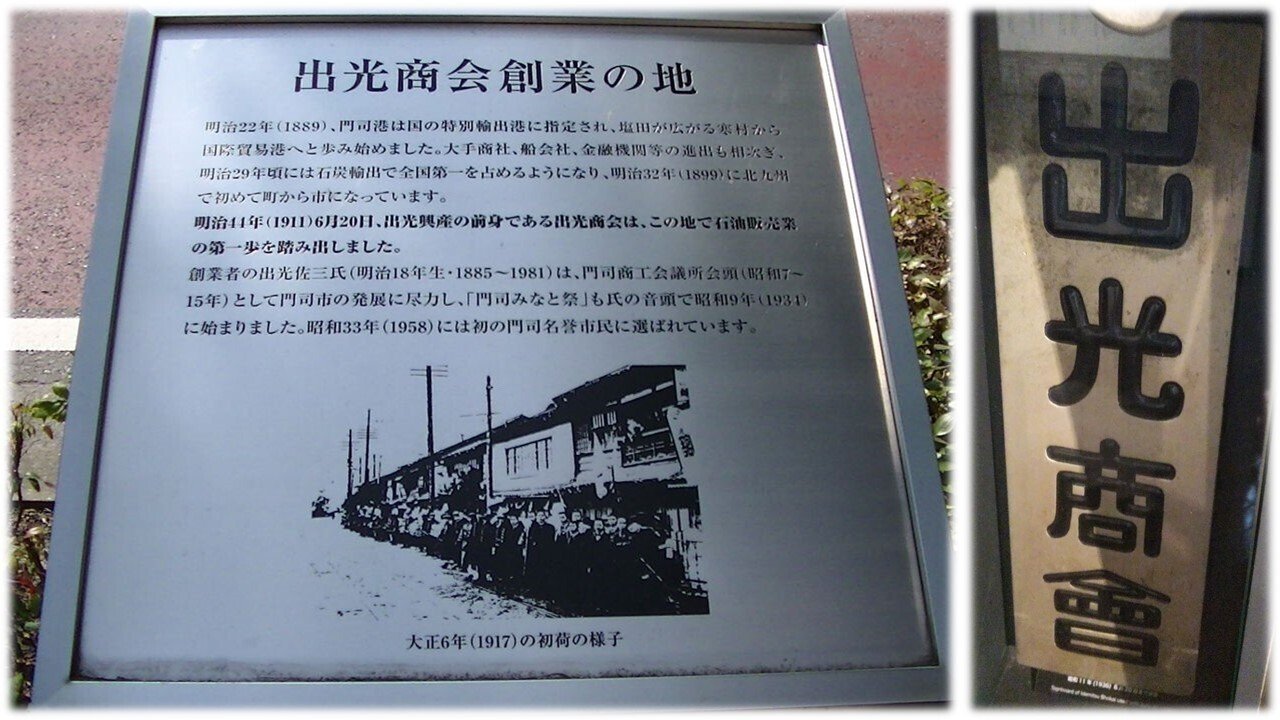 出光商会創業の地
明治22年(1889)、門司港は国の特別輸出港に指定され、塩田が広がる寒村から
国際貿易港へと歩み始めました。大手商社、船会社、金融機関等の進出も相次ぎ、
明治29年頃には石炭輸出で全国第一を占めるようになり、明治32年(1899)に北九州
で初めて町から市になっています。
明治44年(1911)6月20日、出光興産の前身である出光商会は、この地で石油販売業
の第一歩を踏み出しました。
創業者の出光佐三氏(明治18年生・1885〜1981)は、門司商工会議所会頭(昭和7〜
15年)として門司市の発展に尽力し、「門司みなと祭」も氏の音頭で昭和9年(1934)
に始まりました。昭和33年(1958)には初の門司名誉市民に選ばれています。
大正6年(1917)の初荷の様子
出光商會
昭和11年(1936)
Signboard of Idemitsu Shokai